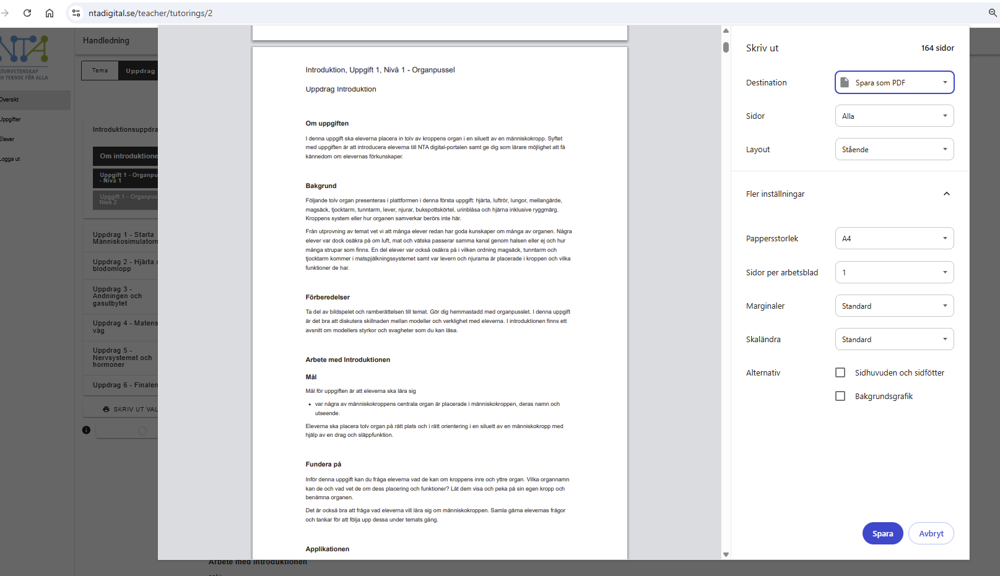 ntadigital.se/teacher/tutorings/2
NTA
ATURVETENSKAP
H TEKNIK FÖR ALLA
Översikt
Uppgifter
Elever
Logga ut
Handledning
Tema
Uppdrag
Introduktionsuppdra
Om introduktione
Uppgift 1 - Organpu
- Nivå 1
Uppgift 1 - Organpus
Nivå 2
Uppdrag 1 - Starta
Människosimulatorn
Uppdrag 2 - Hjärta o
blodomlopp
Uppdrag 3 -
Andningen och
gasutbytet
Uppdrag 4 - Matens
väg
Uppdrag 5 -
Nervsystemet och
hormoner
Uppdrag 6 - Finalen
SKRIV UT VAL
Introduktion, Uppgift 1, Nivå 1 - Organpussel
Uppdrag Introduktion
Om uppgiften
I denna uppgift ska eleverna placera in tolv av kroppens organ i en siluett av en människokropp. Syftet
med uppgiften är att introducera eleverna till NTA digital-portalen samt ge dig som lärare möjlighet att få
kännedom om elevernas förkunskaper.
Bakgrund
Följande tolv organ presenteras i plattformen i denna första uppgift: hjärta, luftrör, lungor, mellangärde,
magsäck, tjocktarm, tunntarm, lever, njurar, bukspottskörtel, urinblåsa och hjärna inklusive ryggmärg.
Kroppens system eller hur organen samverkar berörs inte här.
Från utprovning av temat vet vi att många elever redan har goda kunskaper om många av organen. Några
elever var dock osäkra på om luft, mat och vätska passerar samma kanal genom halsen eller ej och hur
många strupar som finns. En del elever var också osäkra på i vilken ordning magsäck, tunntarm och
tjocktarm kommer i matspjälkningssystemet samt var levern och njurarna är placerade i kroppen och vilka
funktioner de har.
Förberedelser
Ta del av bildspelet och ramberättelsen till temat. Gör dig hemmastadd med organpusslet. I denna uppgift
är det bra att diskutera skillnaden mellan modeller och verklighet med eleverna. I introduktionen finns ett
avsnitt om modellers styrkor och svagheter som du kan läsa.
Arbete med Introduktionen
Mål
Mål för uppgiften är att eleverna ska lära sig
• var några av människokroppens centrala organ är placerade i människokroppen, deras namn och
utseende.
Eleverna ska placera tolv organ på rätt plats och i rätt orientering i en siluett av en människokropp med
hjälp av en drag och släppfunktion.
Fundera på
Inför denna uppgift kan du fråga eleverna vad de kan om kroppens inre och yttre organ. Vilka organnamn
kan de och vad vet de om dess placering och funktioner? Låt dem visa och peka på sin egen kropp och
benämna organen.
Det är också bra att fråga vad eleverna vill lära sig om människokroppen. Samla gärna elevernas frågor
och tankar för att följa upp dessa under temats gång.
Applikationen
Arbete med Introduktionen
Skriv ut
164 sidor
Destination
Spara som PDF
Sidor
Alla
Layout
Stående
Fler inställningar
Pappersstorlek
A4
Sidor per arbetsblad
1
Marginaler
Standard
Skaländra
Standard
Alternativ
Sidhuvuden och sidfötter
Bakgrundsgrafik
Spara
Avbryt